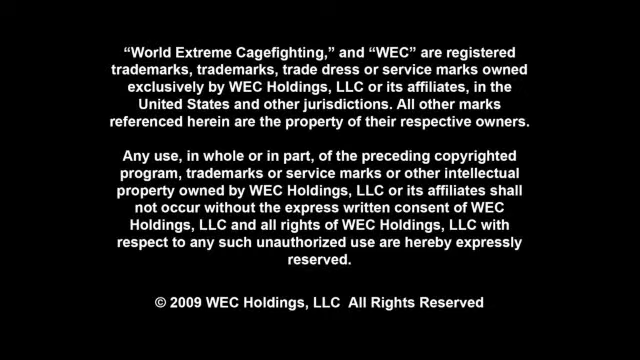 “World Extreme Cagefighting,” and “WEC” are registered
trademarks, trademarks, trade dress or service marks owned
exclusively by WEC Holdings, LLC or its affiliates, in the
United States and other jurisdictions. All other marks
referenced herein are the property of their respective owners.
Any use, in whole or in part, of the preceding copyrighted
program, trademarks or service marks or other intellectual
property owned by WEC Holdings, LLC or its affiliates shall
not occur without the express written consent of WEC
Holdings, LLC and all rights of WEC Holdings, LLC with
respect to any such unauthorized use are hereby expressly
reserved.
© 2009 WEC Holdings, LLC  All Rights Reserved